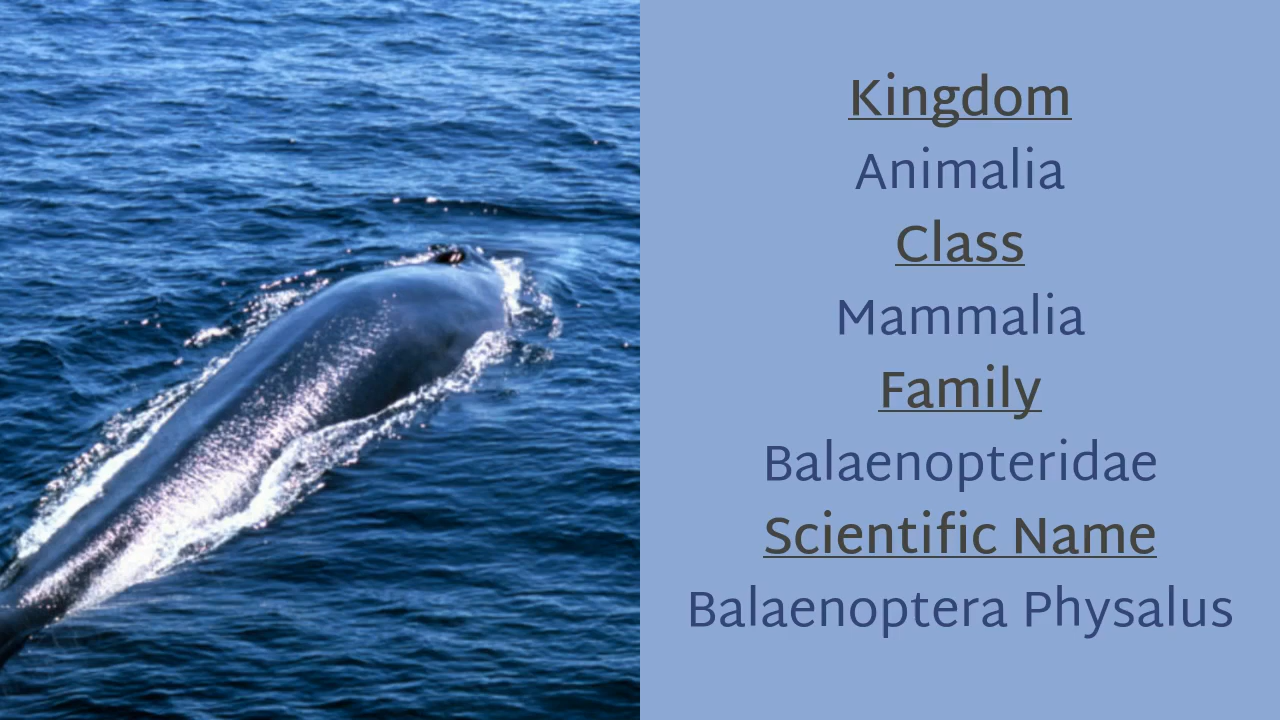 Kingdom
Animalia
Class
Mammalia
Family
Balaenopteridae
Scientific Name
Balaenoptera Physalus